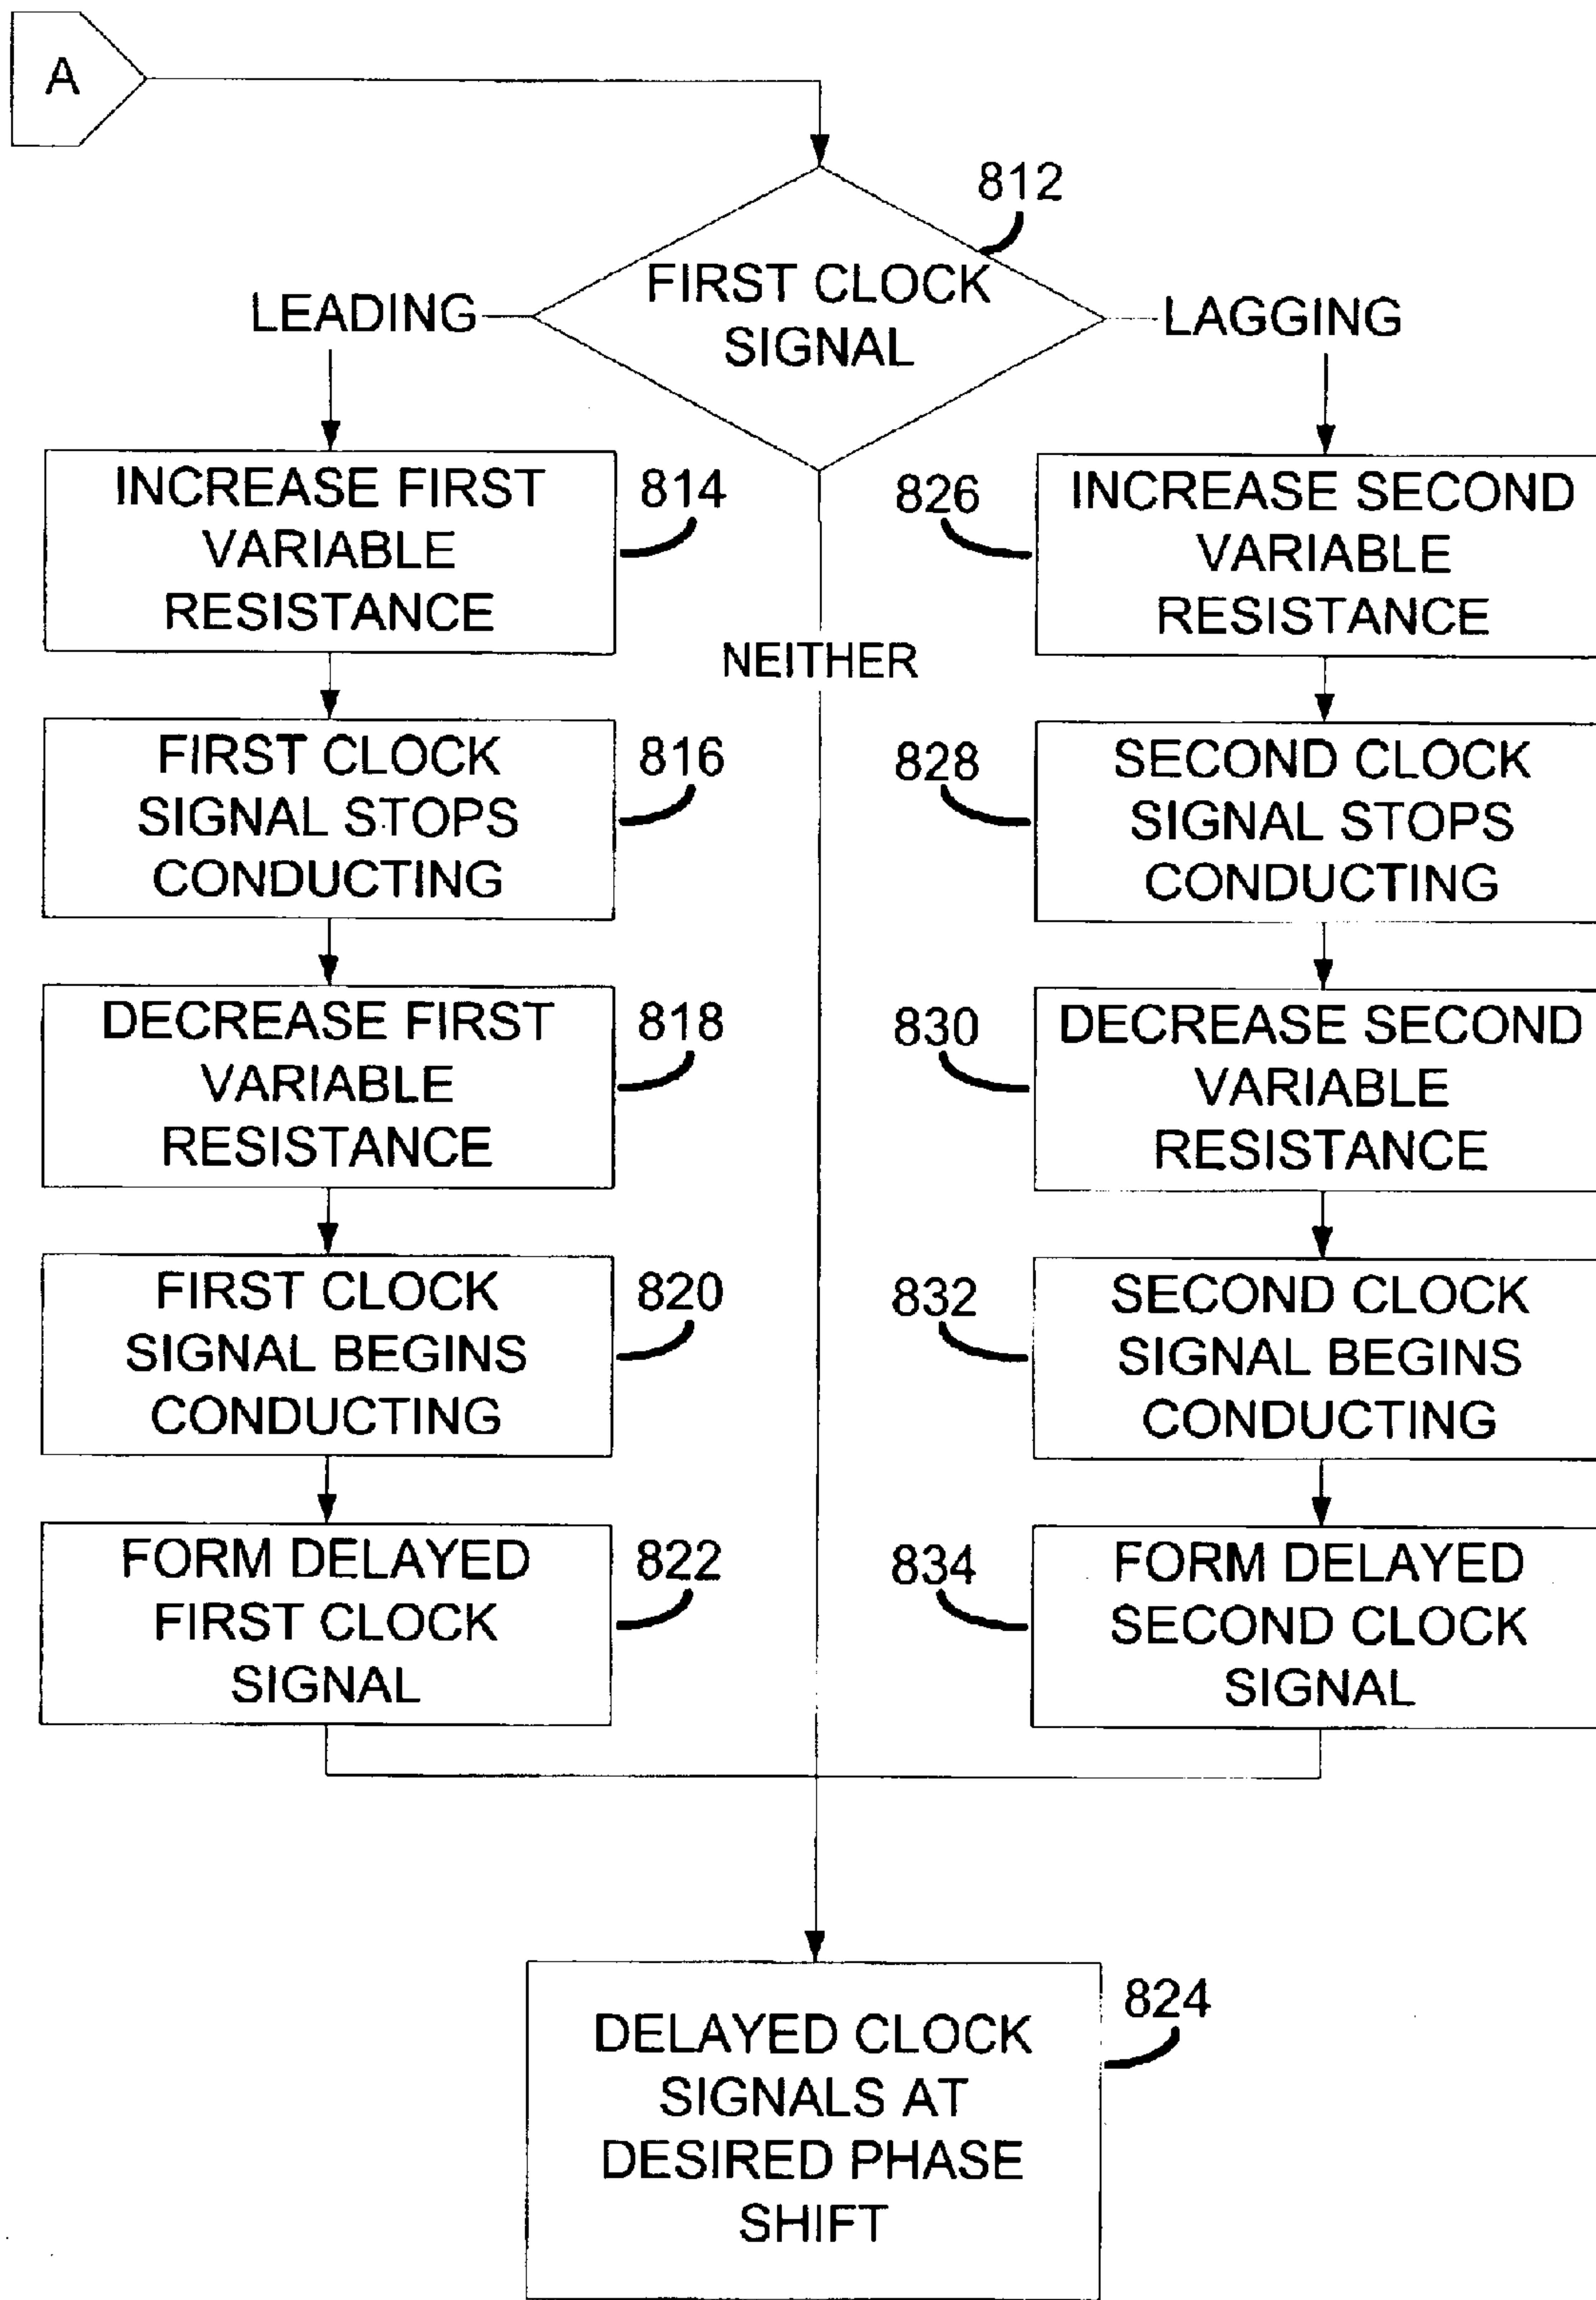 A
812
FIRST CLOCK
SIGNAL
LEADING
LAGGING
NEITHER
INCREASE FIRST
VARIABLE
RESISTANCE
814
FIRST CLOCK
SIGNAL STOPS
CONDUCTING
816
DECREASE FIRST
VARIABLE
RESISTANCE
818
FIRST CLOCK
SIGNAL BEGINS
CONDUCTING
820
FORM DELAYED
FIRST CLOCK
SIGNAL
822
826
INCREASE SECOND
VARIABLE
RESISTANCE
828
SECOND CLOCK
SIGNAL STOPS
CONDUCTING
830
DECREASE SECOND
VARIABLE
RESISTANCE
832
SECOND CLOCK
SIGNAL BEGINS
CONDUCTING
834
FORM DELAYED
SECOND CLOCK
SIGNAL
824
DELAYED CLOCK
SIGNALS AT
DESIRED PHASE
SHIFT